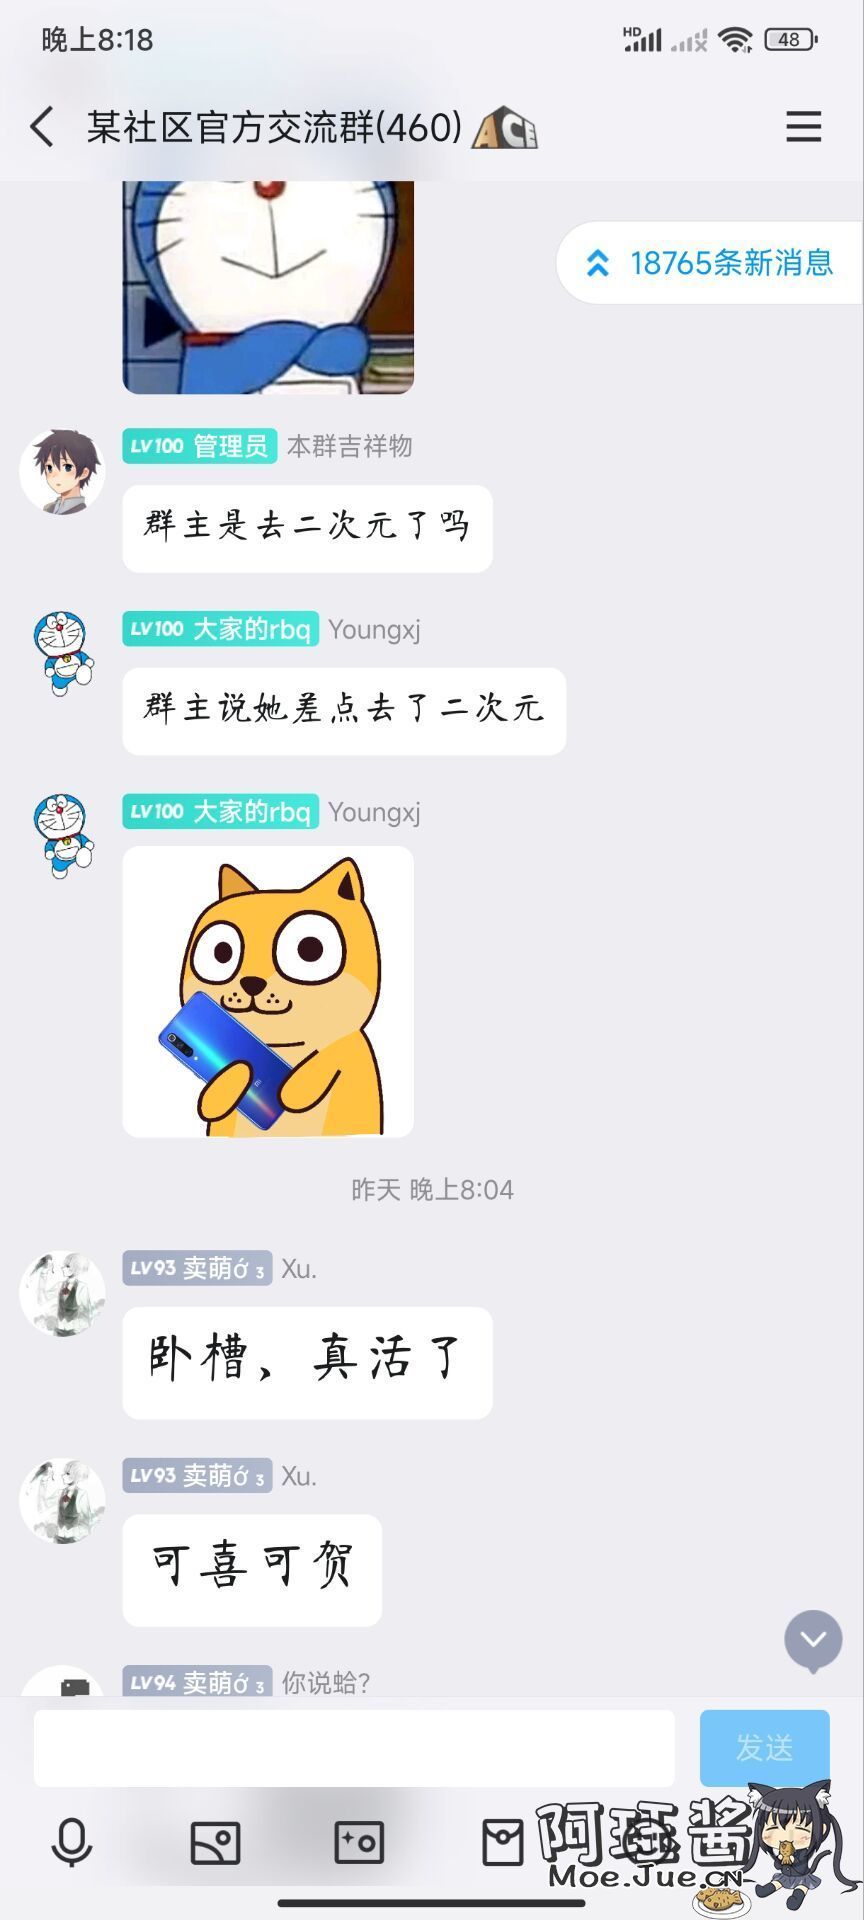 晚上8:18
HD
48
某社区官方交流群(460)
ACE
18765条新消息
LV100 管理员 本群吉祥物
群主是去二次元了吗
LV100 大家的rbq Youngxj
群主说她差点去了二次元
LV100 大家的rbq Youngxj
mi
昨天 晚上8:04
LV93 卖萌ớ ₃ Xu.
卧槽、真活了
LV93 卖萌ớ ₃ Xu.
可喜可贺
LV94 卖萌ớ ₃ 你说蛤?
发送
阿珏酱
Moe.Jue.cn